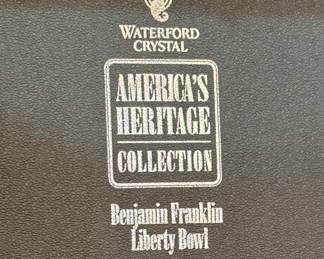 WATERFORD
CRYSTAL
AMERICA'S
HERITAGE
COLLECTION
Benjamin Franklin
Liberty Bowl